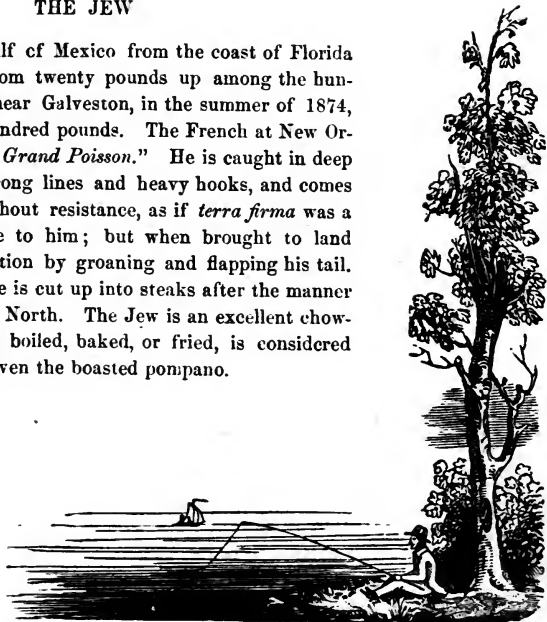 THE JEW
lf cf Mexico from the coast of Florida
om twenty pounds up among the hun-
near Galveston, in the summer of 1874,
ndred pounds. The French at New Or-
Grand Poisson." He is caught in deep
ong lines and heavy hooks, and comes
hout resistance, as if terra firma was a
e to him; but when brought to land
tion by groaning and flapping his tail.
e is cut up into steaks after the manner
North. The Jew is an excellent chow-
boiled, baked, or fried, is considered
ven the boasted pompano.